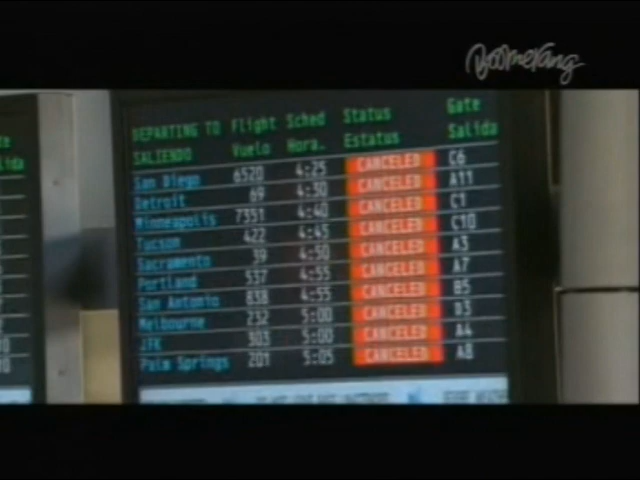 Boomerang
DEPARTING TO Flight Sched Status Gate
SALIENDO Vuelo Hora. Estatus Salida
San Diego 6520 4:25 CANCELED C6
Detroit 69 4:30 CANCELED A11
Minneapolis 7351 4:40 CANCELED C1
Tucson 422 4:45 CANCELED C10
Sacramento 39 4:50 CANCELED A3
Portland 537 4:55 CANCELED A7
San Antonio 838 4:55 CANCELED B5
Melbourne 232 5:00 CANCELED D3
JFK 303 5:00 CANCELED A4
Palm Springs 201 5:05 CANCELED A8